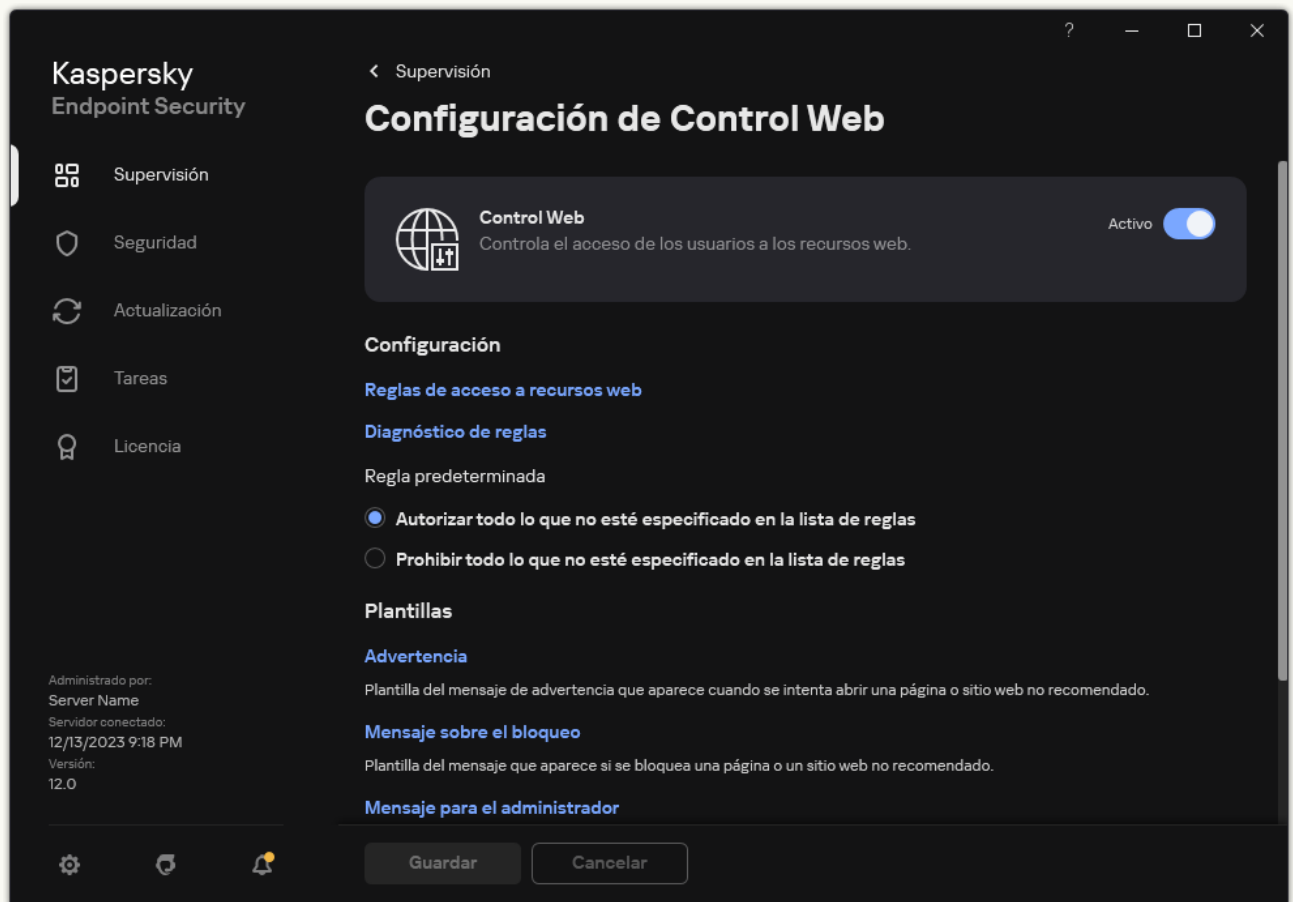 ?
Kaspersky
Endpoint Security
Supervisión
Seguridad
Actualización
Tareas
Licencia
Administrado por:
Server Name
Servidor conectado:
12/13/2023 9:18 PM
Versión:
12.0
Supervisión
Configuración de Control Web
Control Web
Controla el acceso de los usuarios a los recursos web.
Activo
Configuración
Reglas de acceso a recursos web
Diagnóstico de reglas
Regla predeterminada
Autorizar todo lo que no esté especificado en la lista de reglas
Prohibir todo lo que no esté especificado en la lista de reglas
Plantillas
Advertencia
Plantilla del mensaje de advertencia que aparece cuando se intenta abrir una página o sitio web no recomendado.
Mensaje sobre el bloqueo
Plantilla del mensaje que aparece si se bloquea una página o un sitio web no recomendado.
Mensaje para el administrador
Guardar
Cancelar